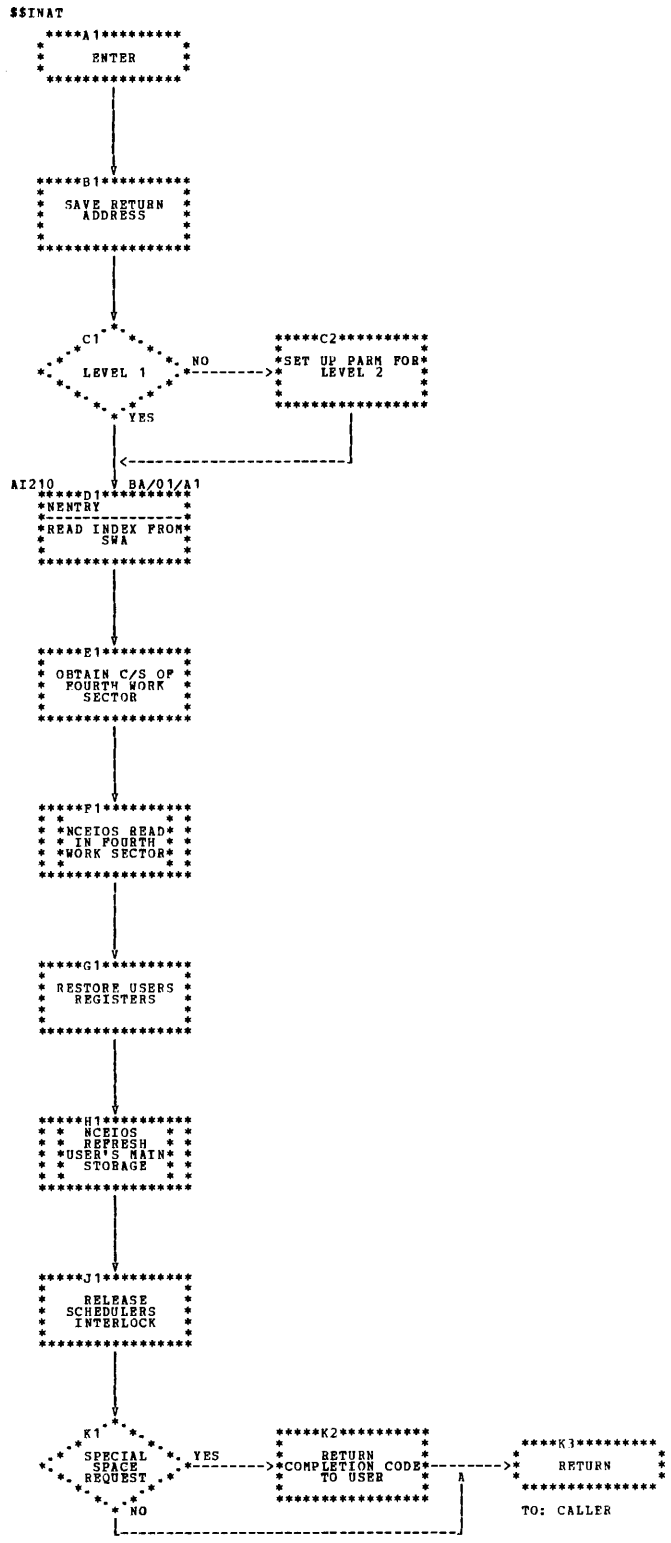 $$INAT
A1
ENTER
B1
SAVE RETURN
ADDRESS
C1
LEVEL 1
NO
YES
C2
SET UP PARM FOR
LEVEL 2
AI210
D1
BA/01/A1
NENTRY
READ INDEX FROM
SWA
E1
OBTAIN C/S OF
FOURTH WORK
SECTOR
F1
NCEIOS READ
IN FOURTH
WORK SECTOR
G1
RESTORE USERS
REGISTERS
H1
NCEIOS
REFRESH
USER'S MAIN
STORAGE
J1
RELEASE
SCHEDULERS
INTERLOCK
K1
SPECIAL
SPACE
REQUEST
YES
NO
K2
RETURN
COMPLETION CODE
TO USER
K3
RETURN
TO: CALLER